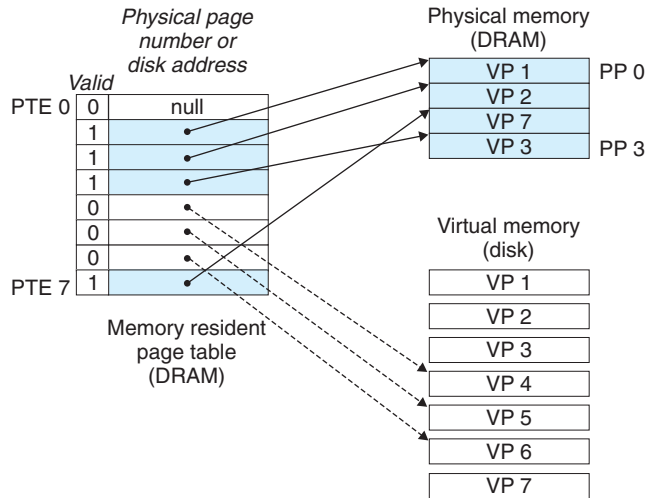 Physical page
number or
disk address
Valid
PTE 0 0 null
1
1
1
0
0
0
PTE 7 1
Memory resident
page table
(DRAM)
Physical memory
(DRAM)
VP 1 PP 0
VP 2
VP 7
VP 3 PP 3
Virtual memory
(disk)
VP 1
VP 2
VP 3
VP 4
VP 5
VP 6
VP 7